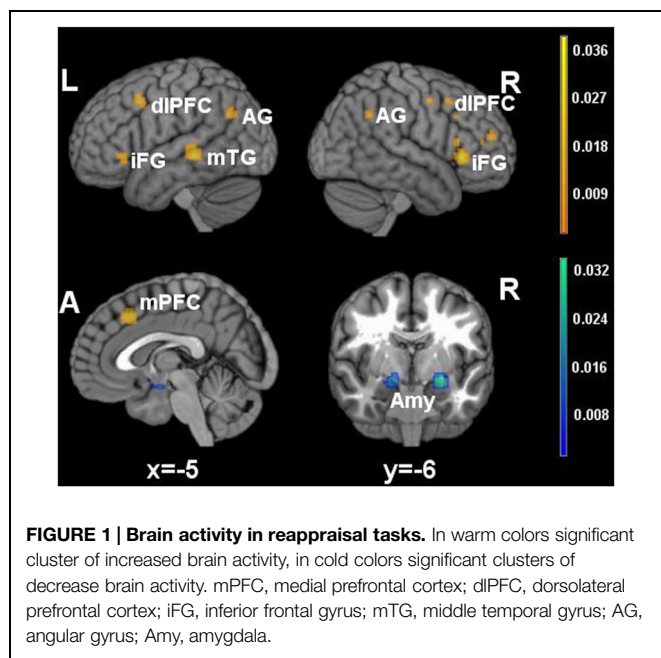 L
R
dlPFC
AG
iFG
mTG
AG
dlPFC
iFG
0.036
0.027
0.018
0.009
A
mPFC
R
Amy
x=-5
y=-6
0.032
0.024
0.016
0.008
FIGURE 1 | Brain activity in reappraisal tasks. In warm colors significant
cluster of increased brain activity, in cold colors significant clusters of
decrease brain activity. mPFC, medial prefrontal cortex; dlPFC, dorsolateral
prefrontal cortex; iFG, inferior frontal gyrus; mTG, middle temporal gyrus; AG,
angular gyrus; Amy, amygdala.